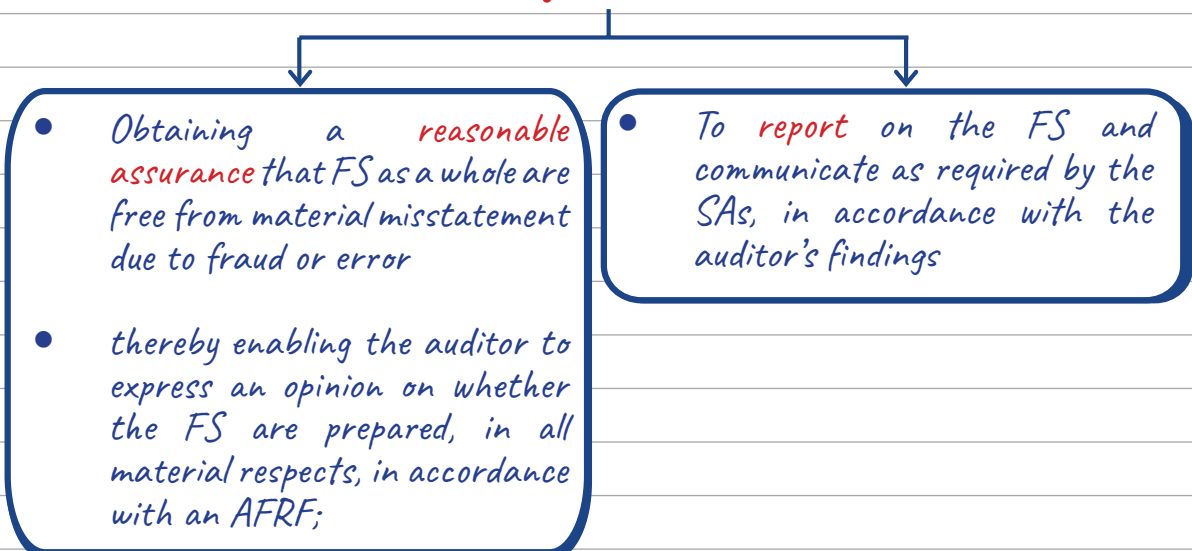 Obtaining a reasonable
assurance that FS as a whole are
free from material misstatement
due to fraud or error
thereby enabling the auditor to
express an opinion on whether
the FS are prepared, in all
material respects, in accordance
with an AFRF;
To report on the FS and
communicate as required by the
SAs, in accordance with the
auditor's findings